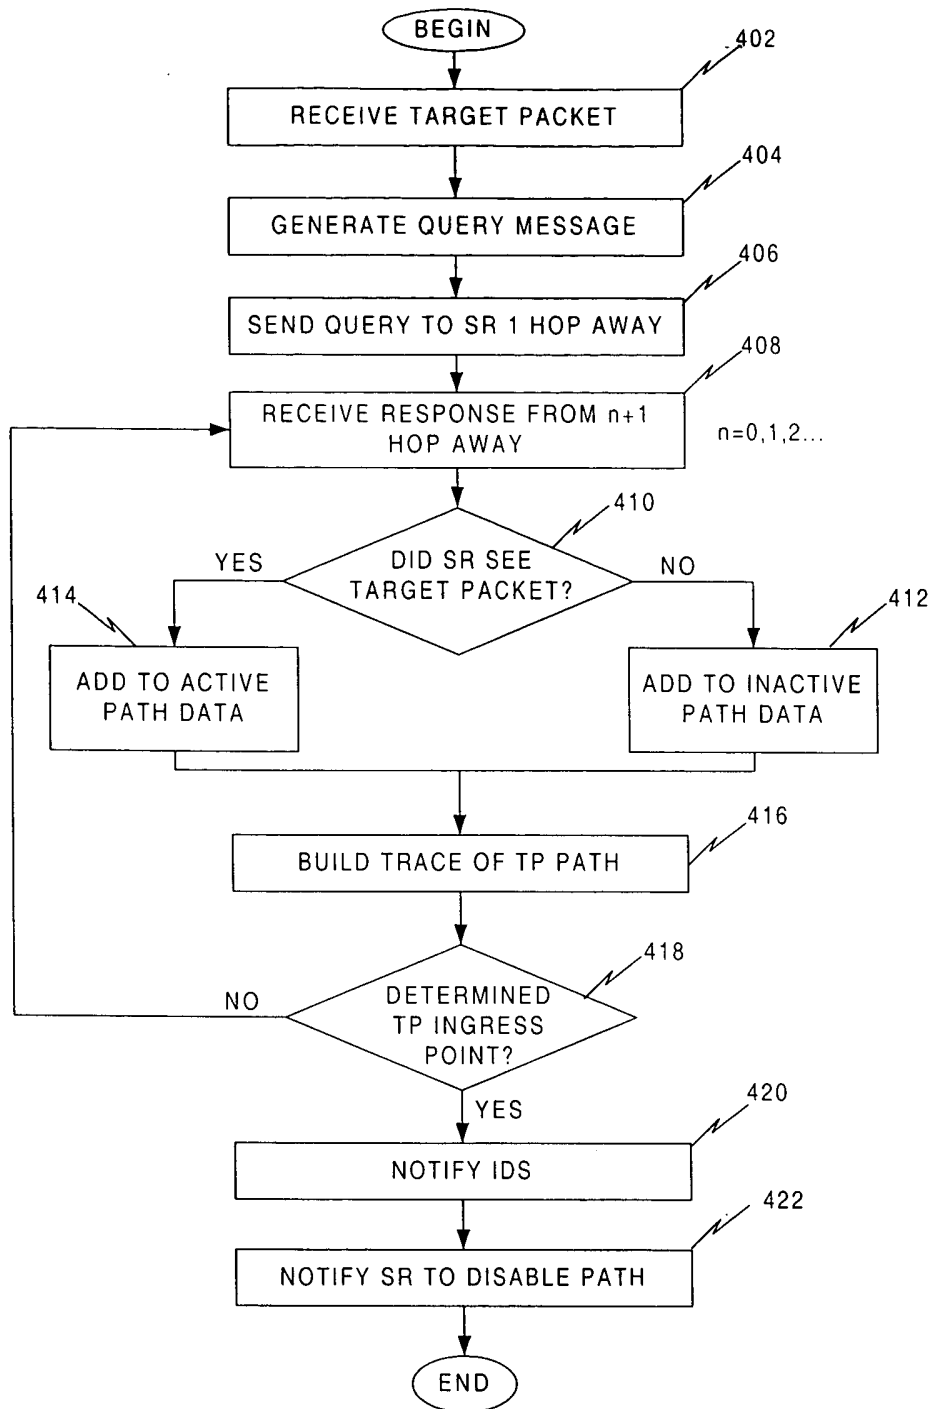 BEGIN
402
RECEIVE TARGET PACKET
404
GENERATE QUERY MESSAGE
406
SEND QUERY TO SR 1 HOP AWAY
408
RECEIVE RESPONSE FROM n+1
HOP AWAY
n=0,1,2...
410
YES
DID SR SEE
TARGET PACKET?
NO
414
412
ADD TO ACTIVE
PATH DATA
ADD TO INACTIVE
PATH DATA
416
BUILD TRACE OF TP PATH
418
NO
DETERMINED
TP INGRESS
POINT?
YES
420
NOTIFY IDS
422
NOTIFY SR TO DISABLE PATH
END